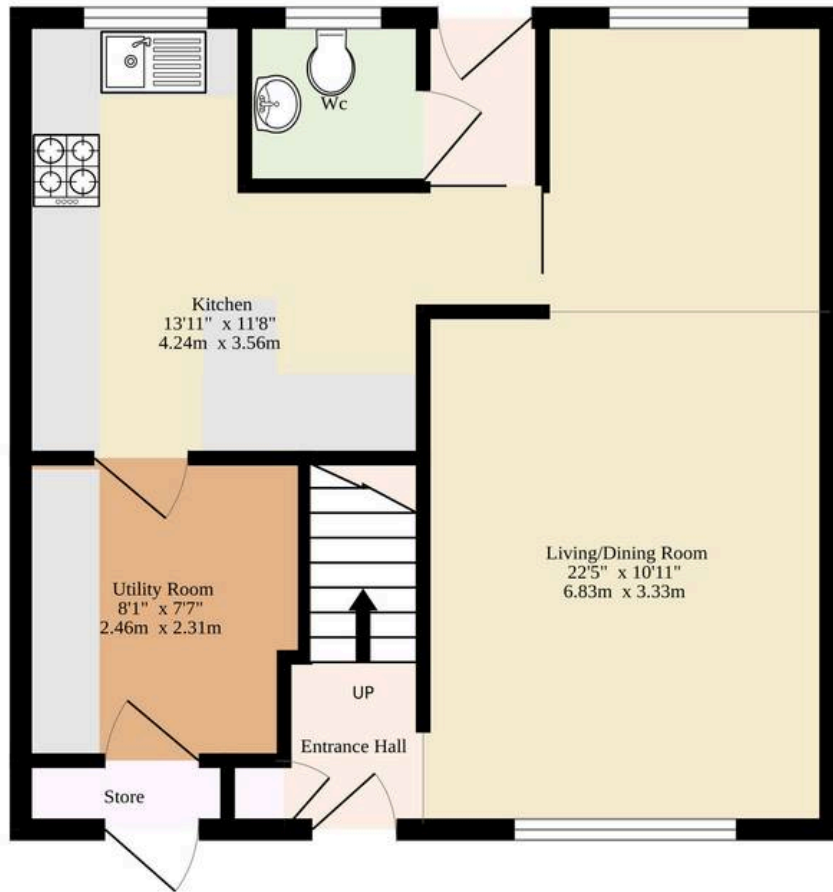 Wc
Kitchen
13'11" x 11'8"
4.24m x 3.56m
Living/Dining Room
22'5" x 10'11"
6.83m x 3.33m
Utility Room
8'1" x 7'7"
2.46m x 2.31m
UP
Entrance Hall
Store